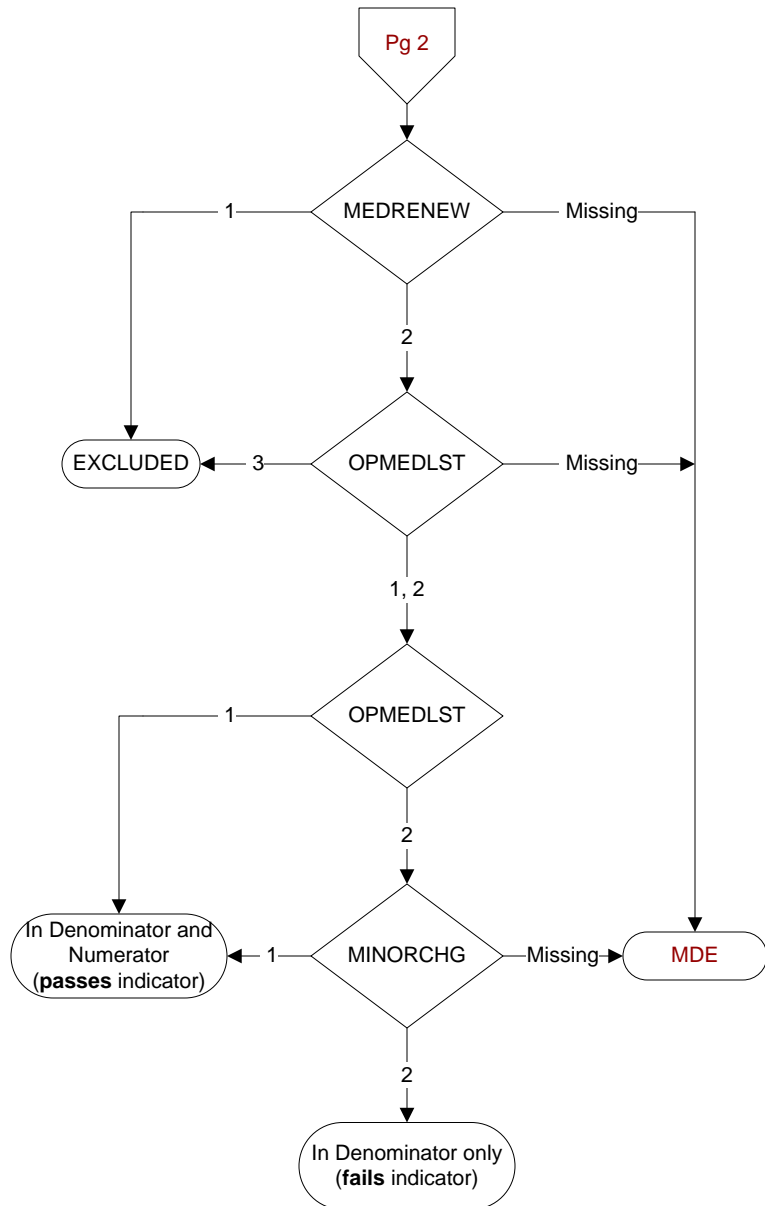 Pg 2
1
MEDRENEW
Missing
2
EXCLUDED
3
OPMEDLST
Missing
1, 2
1
OPMEDLST
2
In Denominator and
Numerator
(passes indicator)
1
MINORCHG
Missing
MDE
2
In Denominator only
(fails indicator)